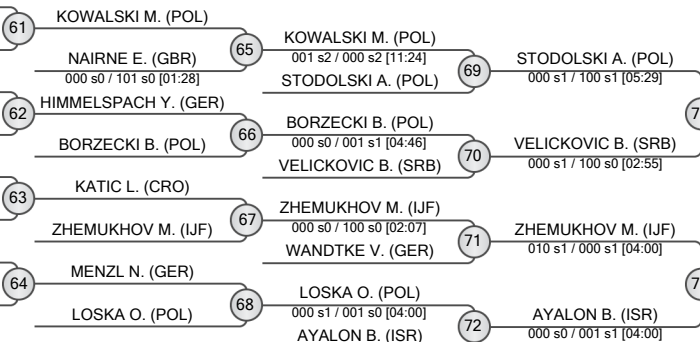 61
KOWALSKI M. (POL)
NAIRNE E. (GBR)
000 s0 / 101 s0 [01:28]
62
HIMMELSPACH Y. (GER)
BORZECKI B. (POL)
63
KATIC L. (CRO)
ZHEMUKHOV M. (IJF)
64
MENZL N. (GER)
LOSKA O. (POL)
65
KOWALSKI M. (POL)
001 s2 / 000 s2 [11:24]
STODOLSKI A. (POL)
66
BORZECKI B. (POL)
000 s0 / 001 s1 [04:46]
VELICKOVIC B. (SRB)
67
ZHEMUKHOV M. (IJF)
000 s0 / 100 s0 [02:07]
WANDTKE V. (GER)
68
LOSKA O. (POL)
000 s1 / 001 s0 [04:00]
AYALON B. (ISR)
69
STODOLSKI A. (POL)
000 s1 / 100 s1 [05:29]
70
VELICKOVIC B. (SRB)
000 s1 / 100 s0 [02:55]
71
ZHEMUKHOV M. (IJF)
010 s1 / 000 s1 [04:00]
72
AYALON B. (ISR)
000 s0 / 001 s1 [04:00]